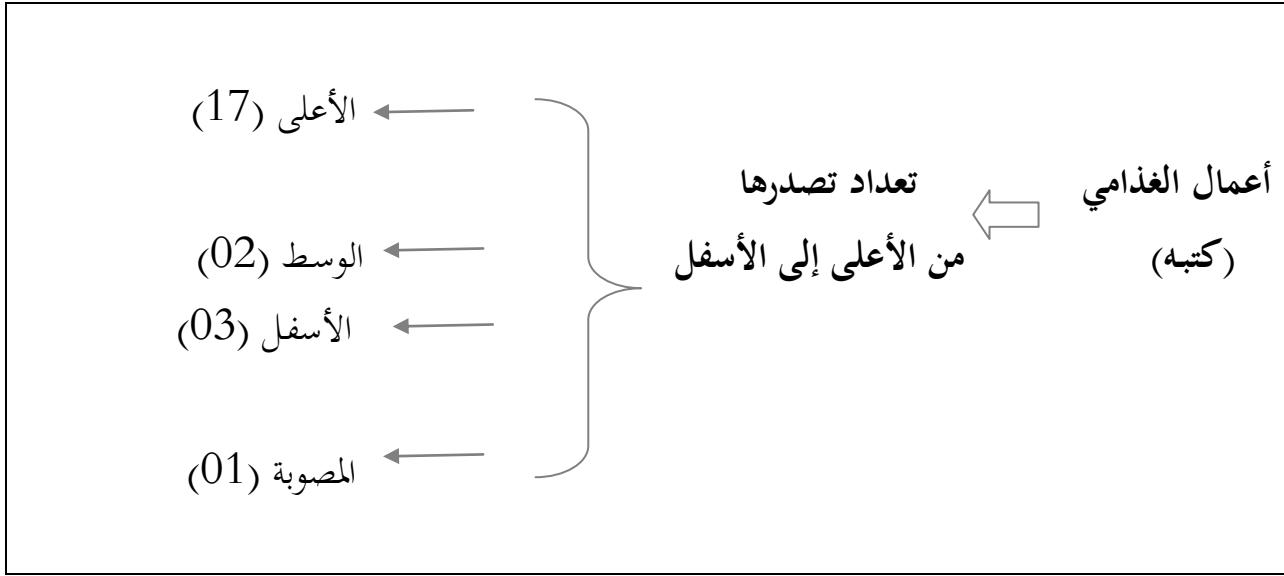 أعمال الغذامي
(كتبه)
تعداد تصدرها
من الأعلى إلى الأسفل
الأعلى (17)
الوسط (02)
الأسفل (03)
المصوبة (01)